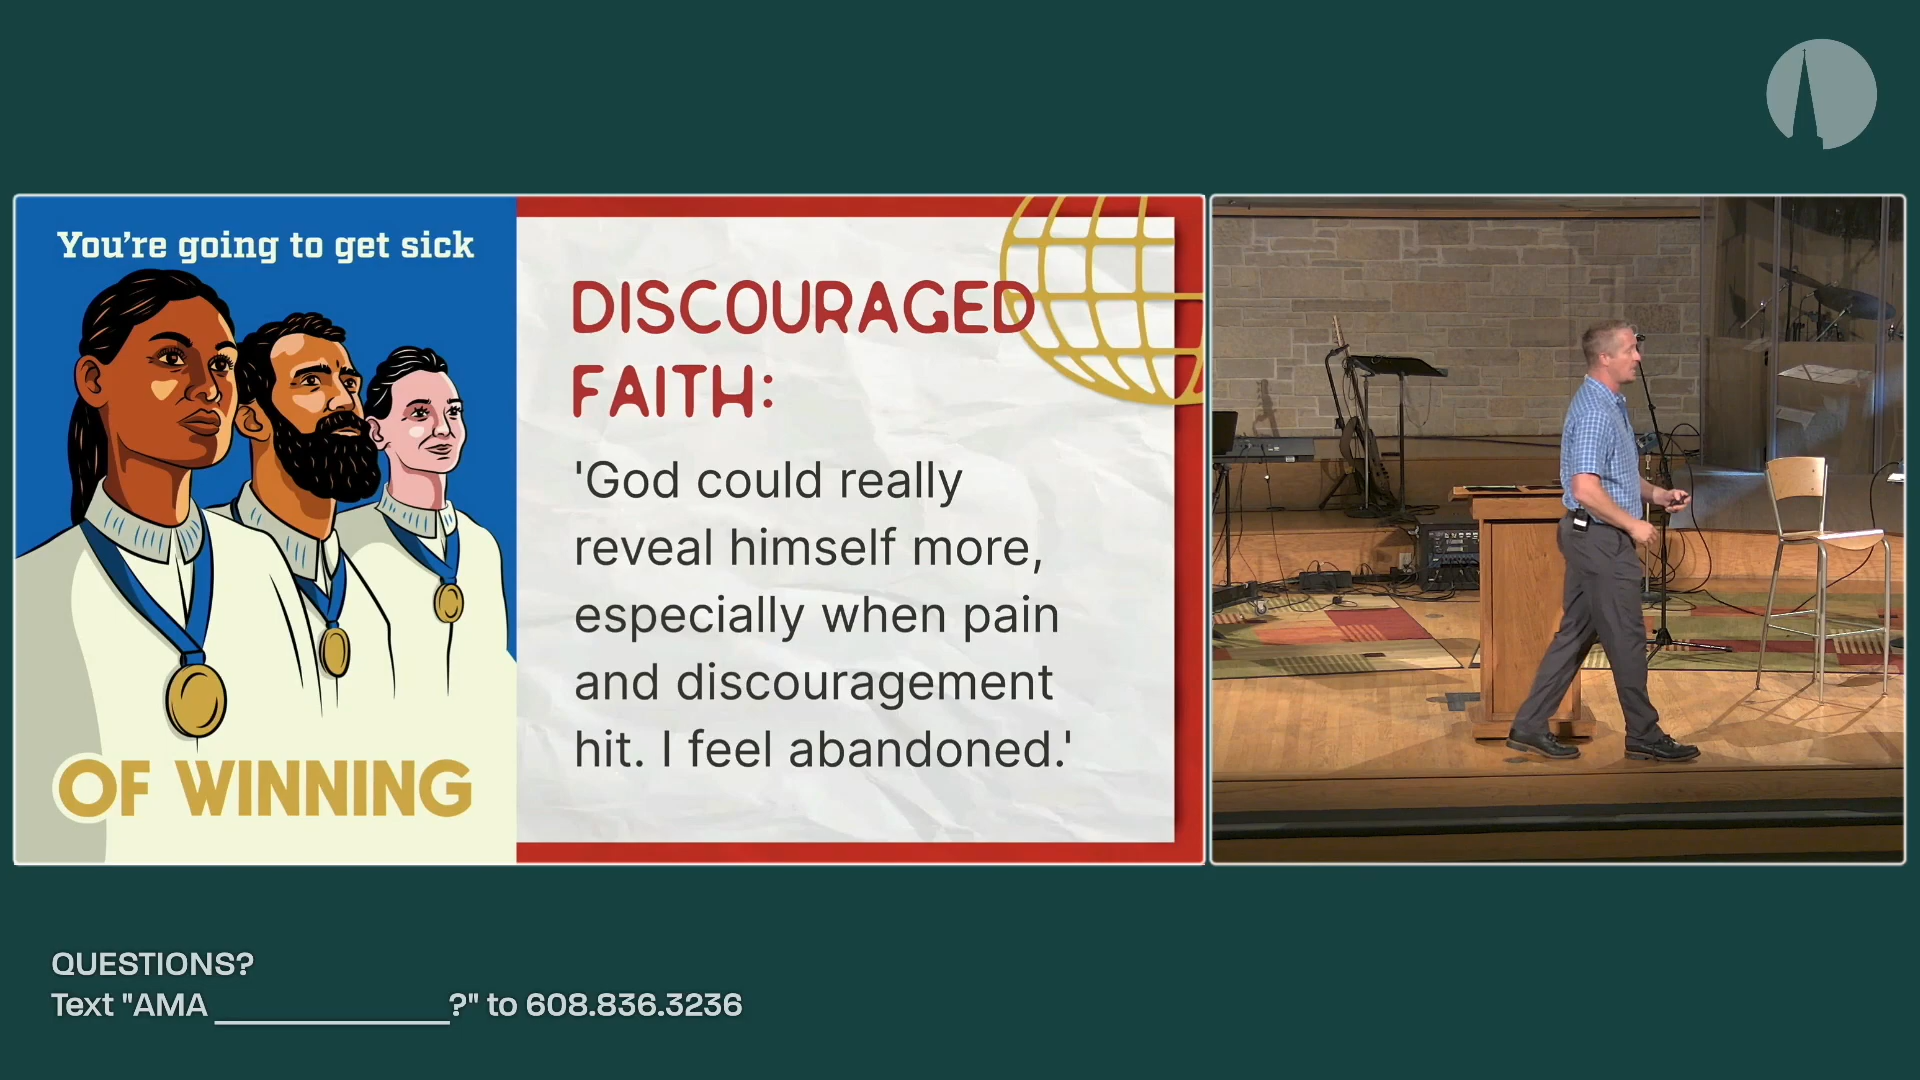 You're going to get sick
OF WINNING
DISCOURAGED
FAITH:
'God could really
reveal himself more,
especially when pain
and discouragement
hit. I feel abandoned.'
QUESTIONS?
Text "AMA ______________?" to 608.836.3236